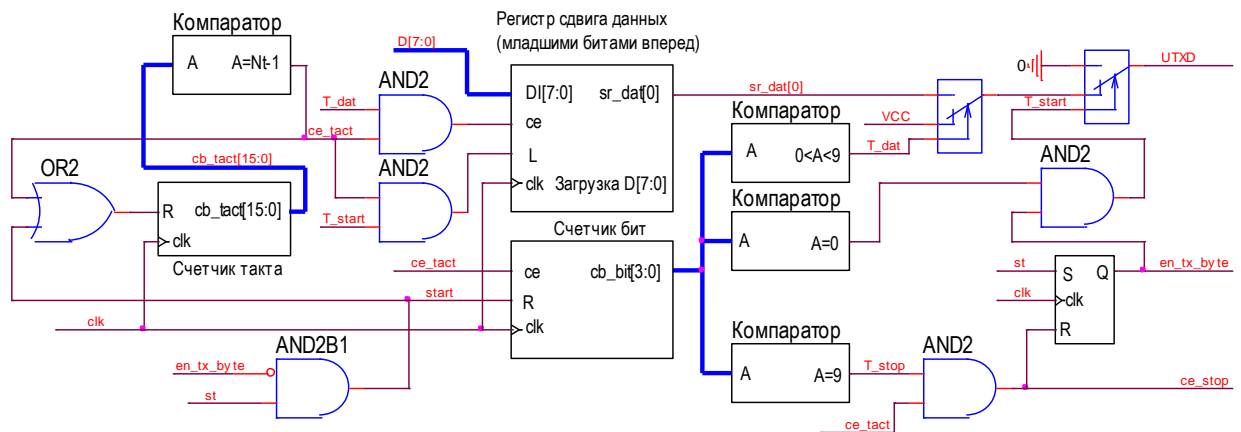 Компаратор
A
A=Nt-1
D[7:0]
Регистр сдвига данных
(младшими битами вперед)
DI[7:0]
sr_dat[0]
ce
L
clk
Загрузка D[7:0]
AND2
T_dat
ce_tact
AND2
T_start
OR2
cb_tact[15:0]
R
cb_tact[15:0]
clk
Счетчик такта
sr_dat[0]
VCC
T_dat
0
UTXD
T_start
Компаратор
A
0<A<9
Компаратор
A
A=0
AND2
Счетчик бит
ce_tact
ce
cb_bit[3:0]
start
R
clk
clk
st
S
Q
en_tx_byte
clk
clk
R
Компаратор
A
A=9
T_stop
AND2
ce_stop
ce_tact
AND2B1
en_tx_byte
st